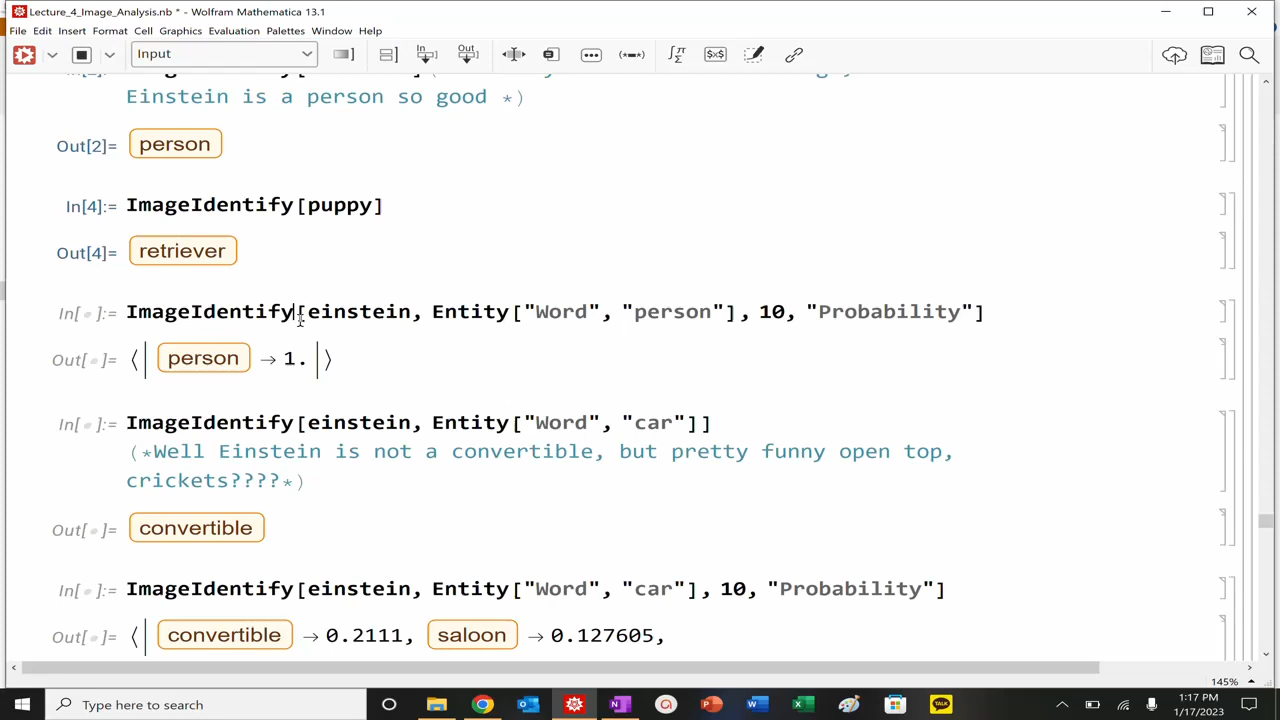 Lecture_4_Image_Analysis.nb * - Wolfram Mathematica 13.1
File Edit Insert Format Cell Graphics Evaluation Palettes Window Help
Input
In
Out
Einstein is a person so good *)
Out[2]= person
In[4]:= ImageIdentify[puppy]
Out[4]= retriever
In[ ]:= ImageIdentify[einstein, Entity["Word", "person"], 10, "Probability"]
Out[ ]= ⟨| person → 1. |⟩
In[ ]:= ImageIdentify[einstein, Entity["Word", "car"]]
(*Well Einstein is not a convertible, but pretty funny open top,
crickets????*)
Out[ ]= convertible
In[ ]:= ImageIdentify[einstein, Entity["Word", "car"], 10, "Probability"]
Out[ ]= ⟨| convertible → 0.2111, saloon → 0.127605,
145%
Type here to search
TALK
1:17 PM
1/17/2023